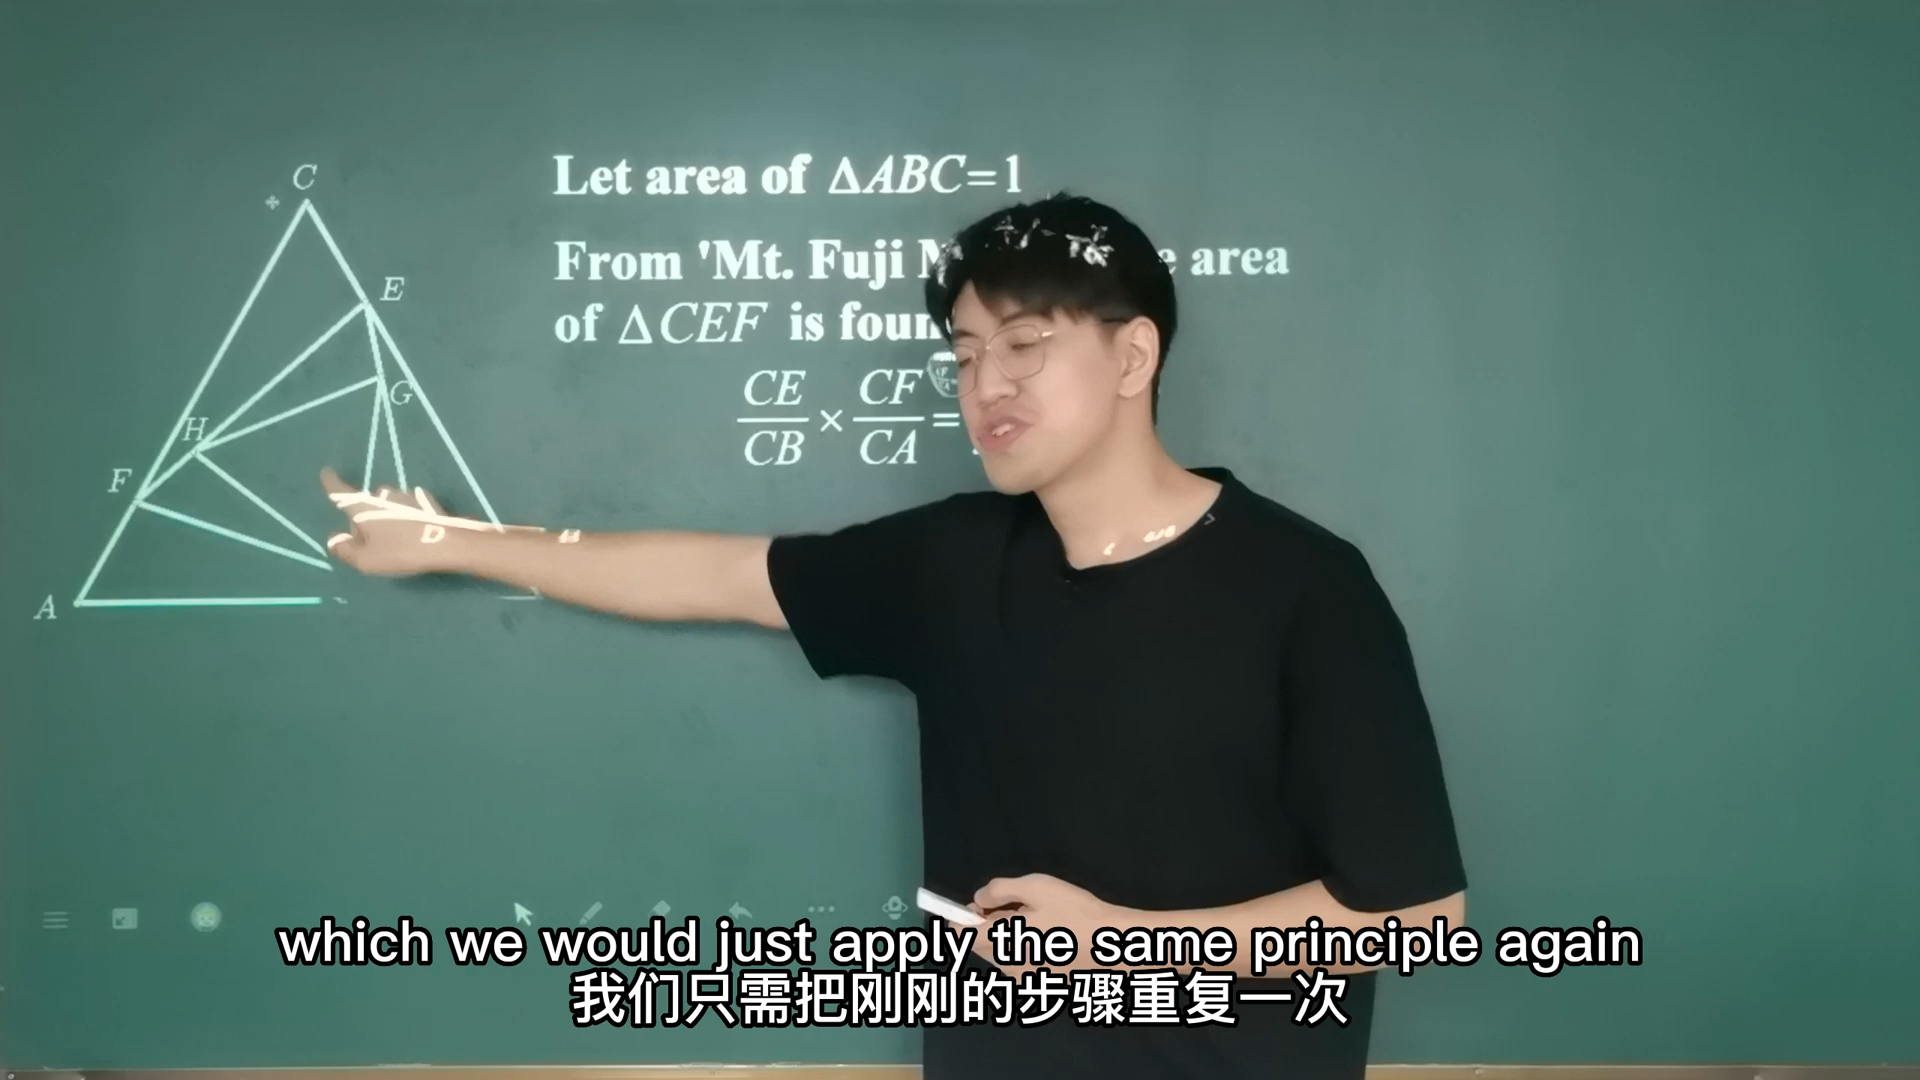 C
E
G
H
F
D
B
A
Let area of ΔABC=1
From 'Mt. Fuji area
of ΔCEF is
CE/CB × CF/CA =
which we would just apply the same principle again
我们只需把刚刚的步骤重复一次